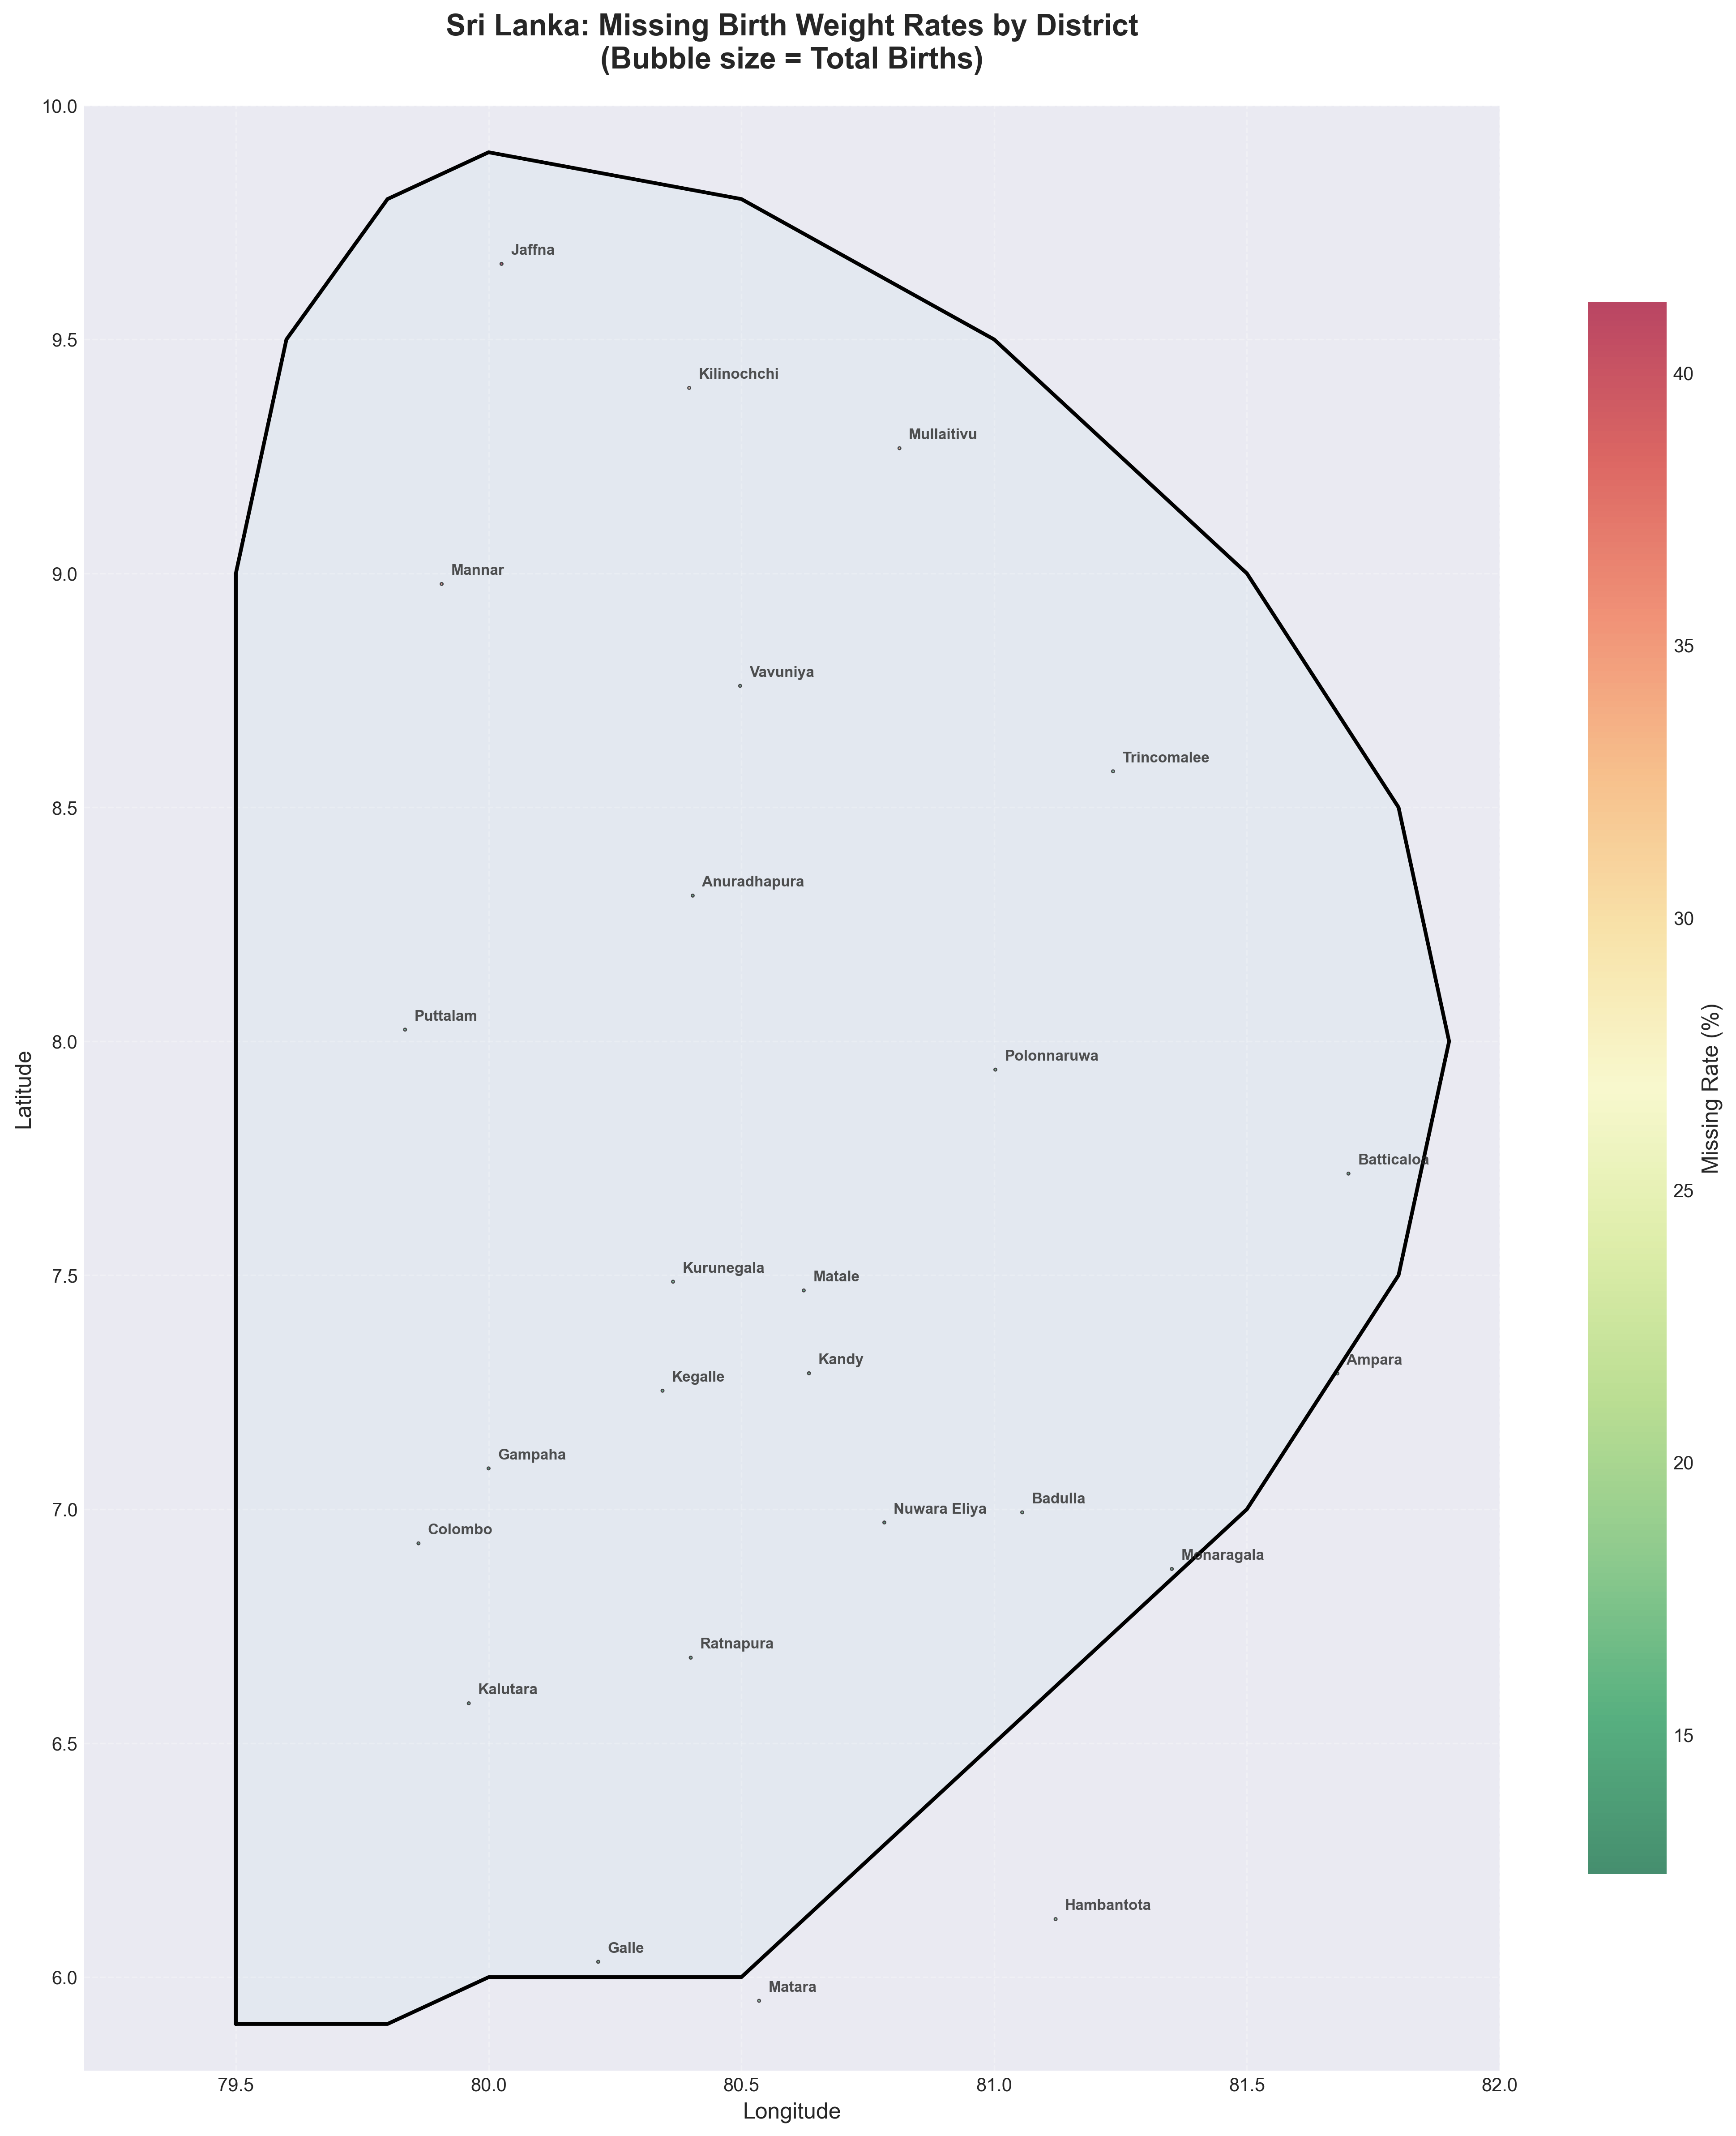 Sri Lanka: Missing Birth Weight Rates by District
(Bubble size = Total Births)
10.0
9.5
9.0
8.5
8.0
7.5
7.0
6.5
6.0
Latitude
Jaffna
Kilinochchi
Mullaitivu
Mannar
Vavuniya
Trincomalee
Anuradhapura
Puttalam
Polonnaruwa
Batticaloa
Kurunegala
Matale
Kandy
Ampara
Kegalle
Gampaha
Badulla
Nuwara Eliya
Colombo
Monaragala
Ratnapura
Kalutara
Hambantota
Galle
Matara
79.5
80.0
80.5
81.0
81.5
82.0
Longitude
40
35
30
25
20
15
Missing Rate (%)